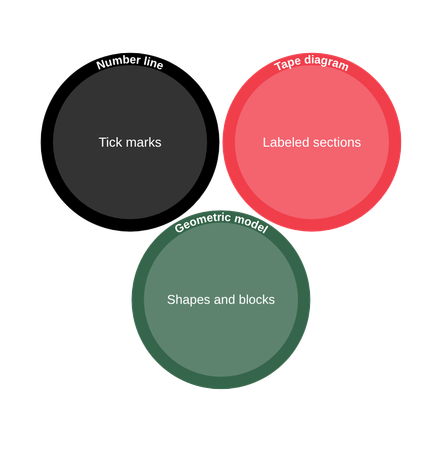 Number line
Tick marks
Tape diagram
Labeled sections
Geometric model
Shapes and blocks